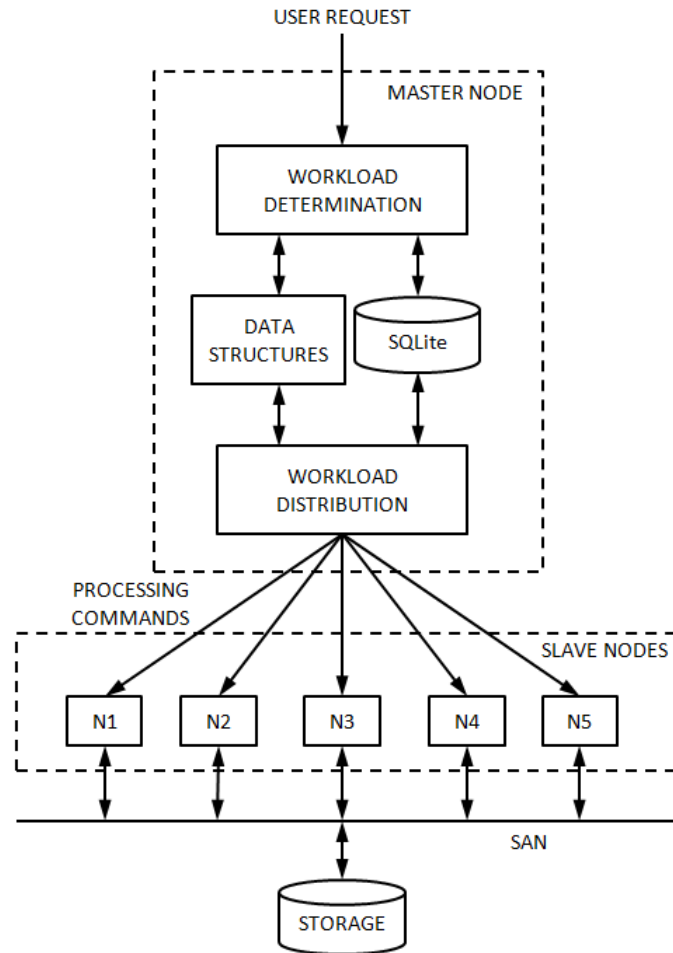 USER REQUEST
MASTER NODE
WORKLOAD
DETERMINATION
DATA
STRUCTURES
SQLite
WORKLOAD
DISTRIBUTION
PROCESSING
COMMANDS
SLAVE NODES
N1
N2
N3
N4
N5
SAN
STORAGE